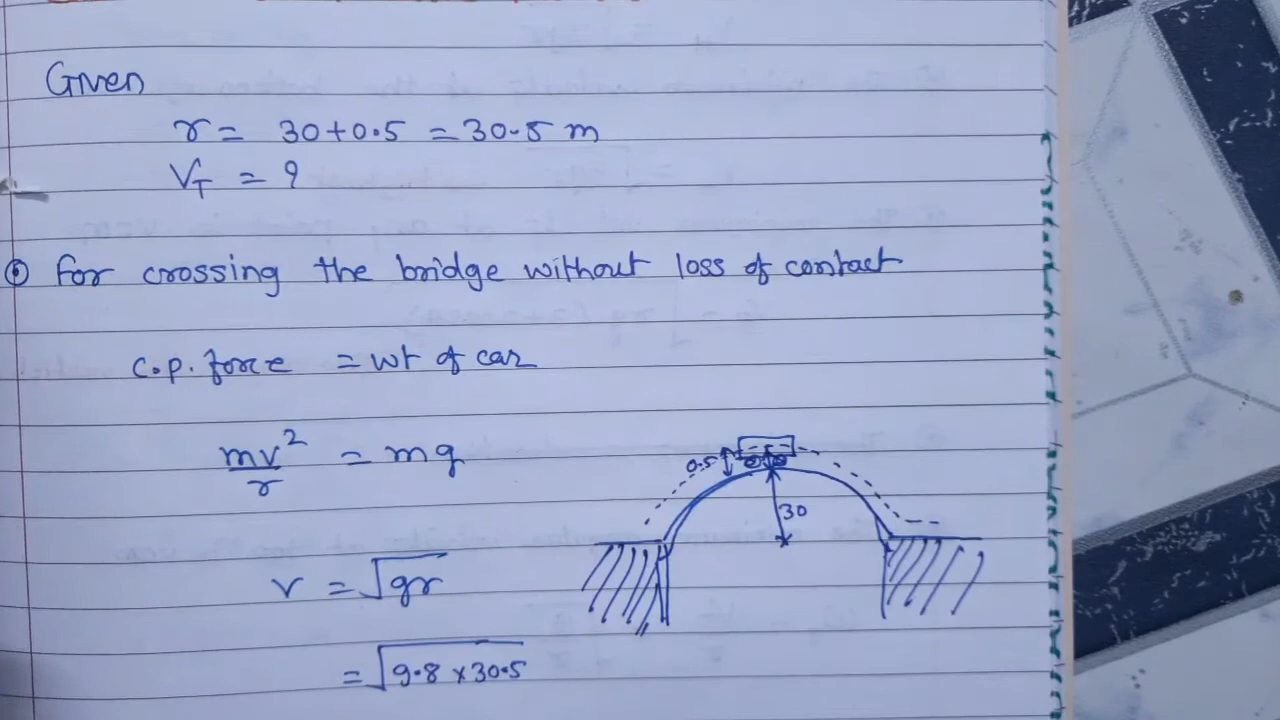 Given
r = 30+0.5 = 30.5 m
V_T = ?
① for crossing the bridge without loss of contact
C.p. force = wt of car
mv²/r = mg
0.5
30
v = √gr
= √9.8 x 30.5